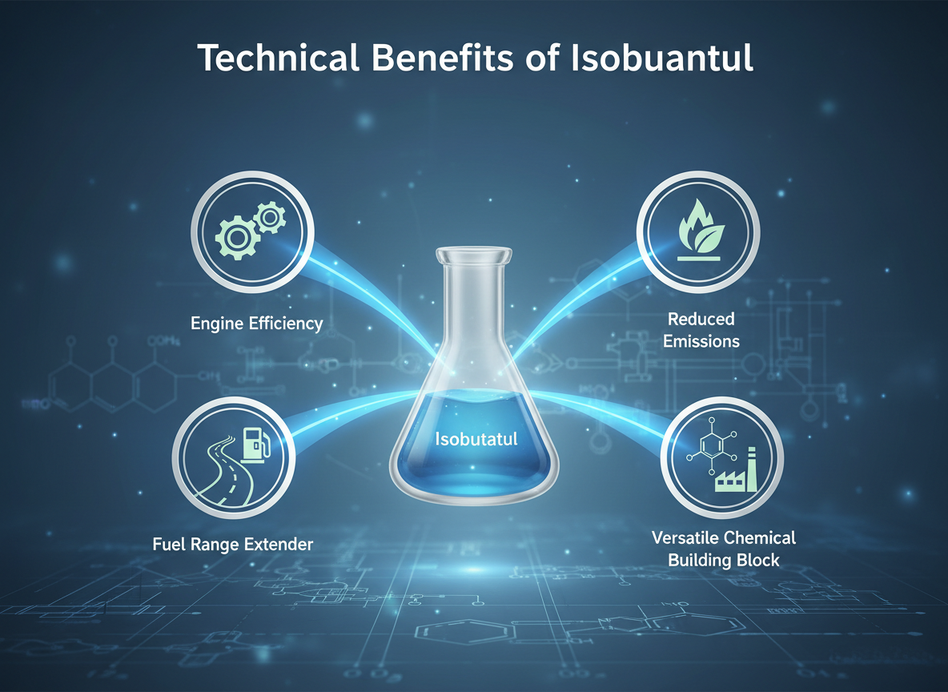 Technical Benefits of Isobuantul
Engine Efficiency
Reduced
Emissions
Isobutatul
Fuel Range Extender
Versatile Chemical
Building Block